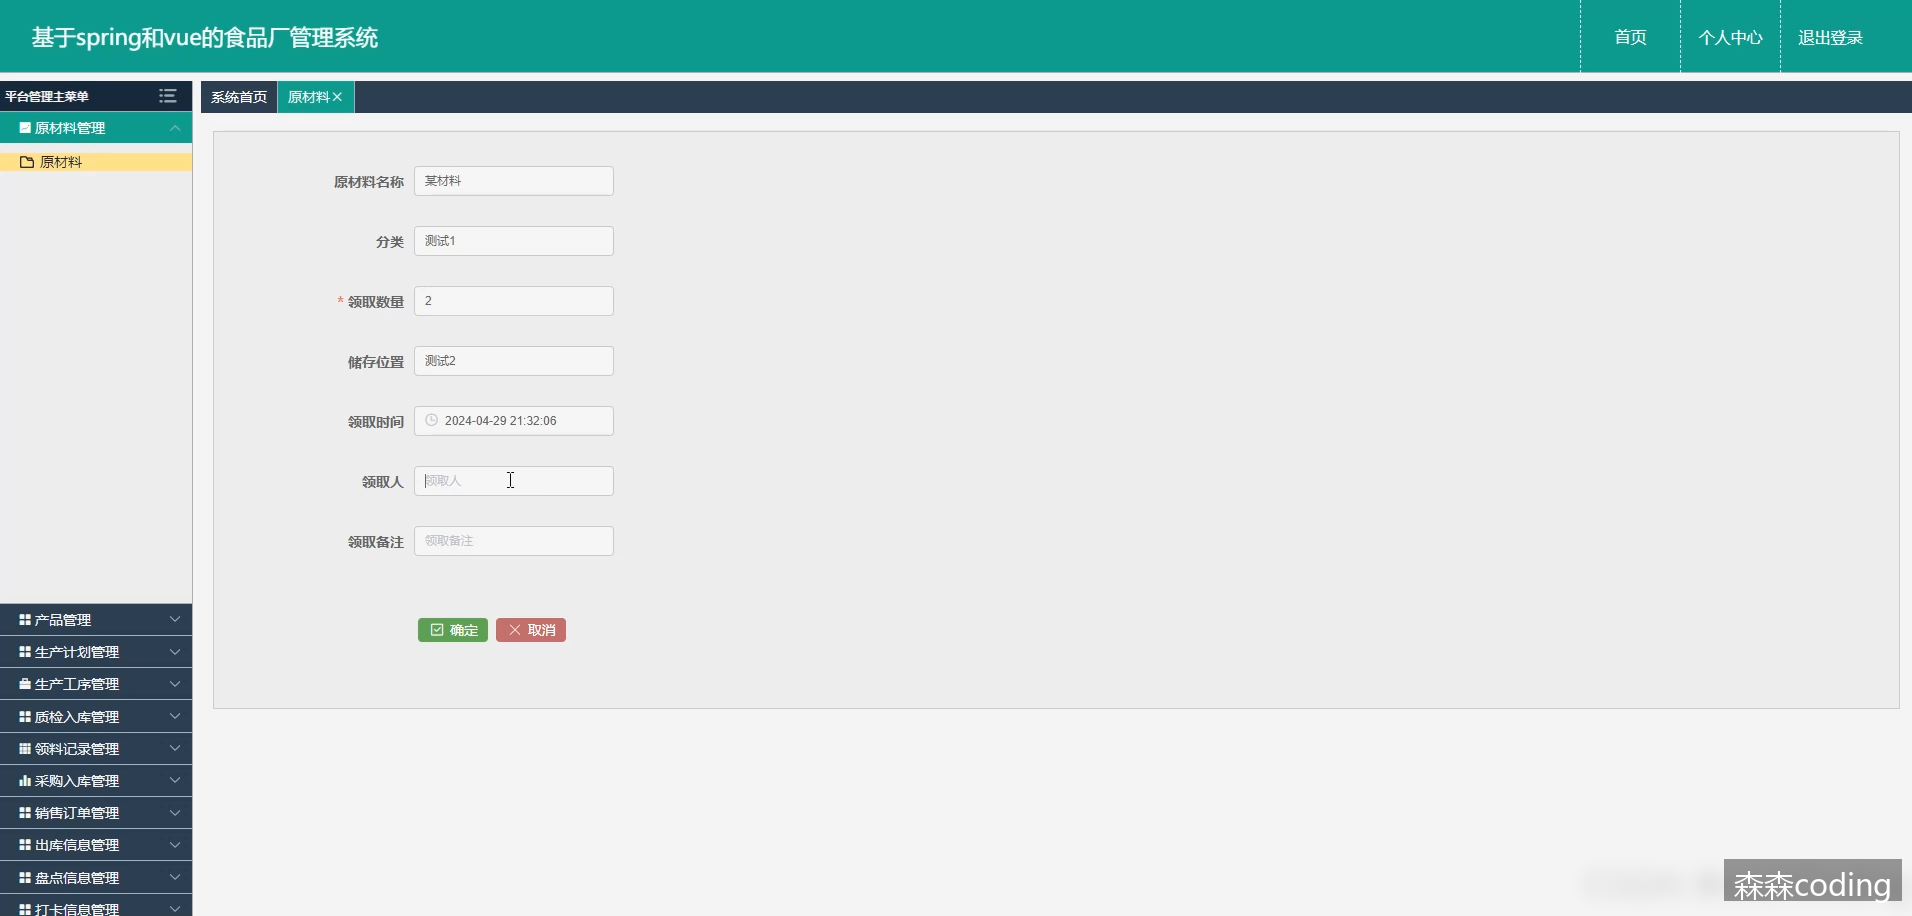 基于spring和vue的食品厂管理系统
首页
个人中心
退出登录
平台管理主菜单
系统首页
原材料
原材料管理
原材料
原材料名称 某材料
分类 测试1
* 领取数量 2
储存位置 测试2
领取时间 2024-04-29 21:32:06
领取人 领取人
领取备注 领取备注
确定
取消
产品管理
生产计划管理
生产工序管理
质检入库管理
领料记录管理
采购入库管理
销售订单管理
出库信息管理
盘点信息管理
打卡信息管理
森森coding